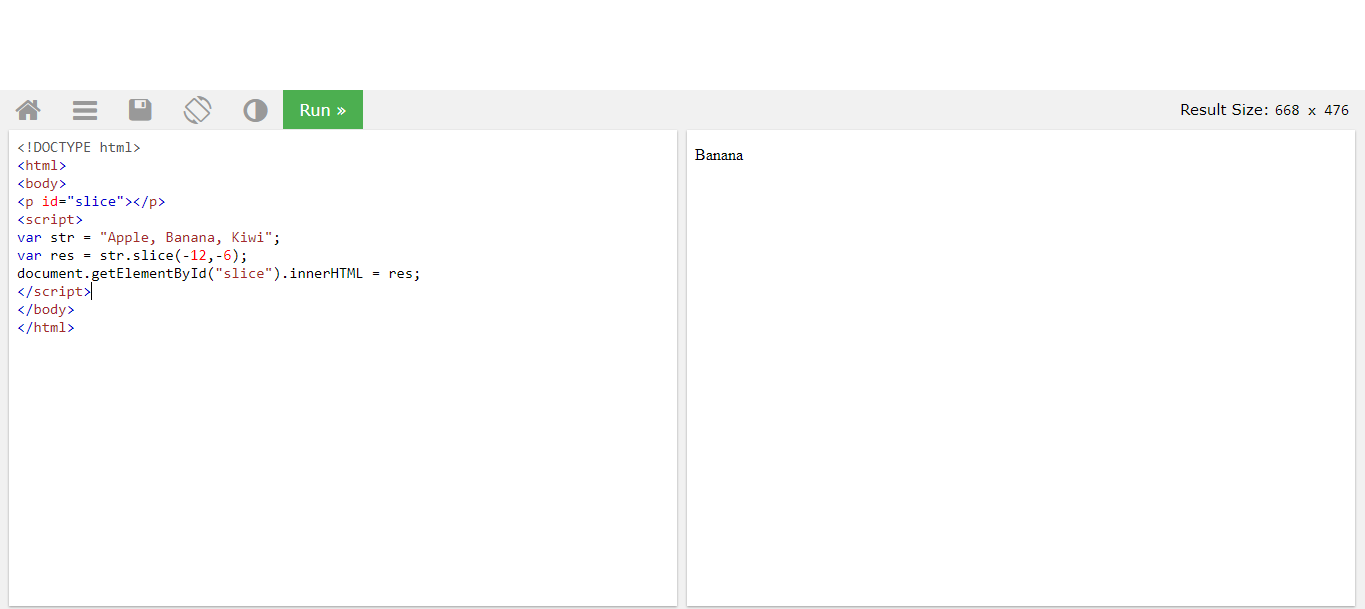 Run »
Result Size: 668 x 476
<!DOCTYPE html>
<html>
<body>
<p id="slice"></p>
<script>
var str = "Apple, Banana, Kiwi";
var res = str.slice(-12,-6);
document.getElementById("slice").innerHTML = res;
</script>
</body>
</html>
Banana